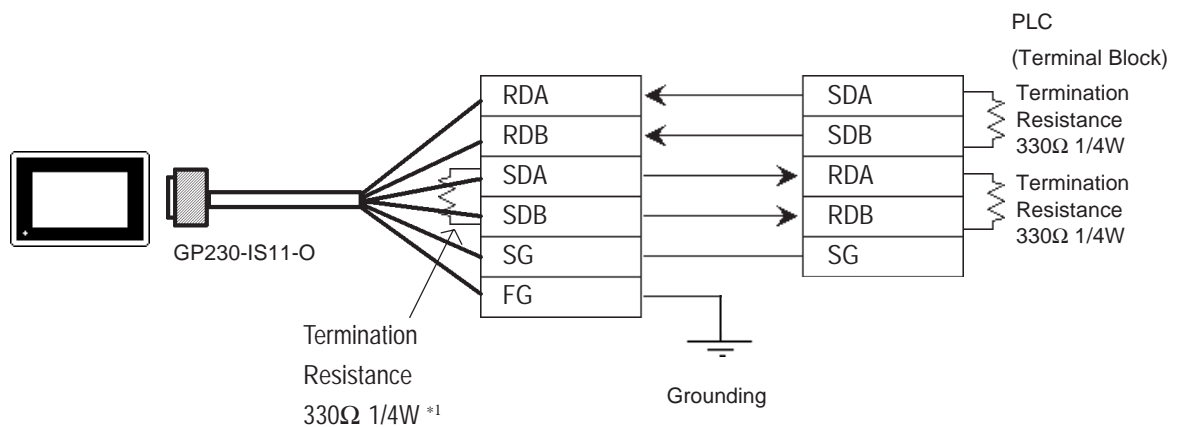 PLC
(Terminal Block)
RDA
RDB
SDA
SDB
SG
FG
SDA
SDB
RDA
RDB
SG
Termination
Resistance
330Ω 1/4W
Termination
Resistance
330Ω 1/4W
GP230-IS11-O
Termination
Resistance
330Ω 1/4W *1
Grounding